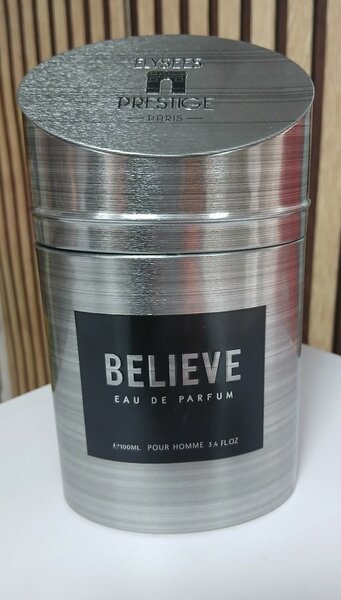 ELYSEES
PRESTIGE
PARIS
BELIEVE
EAU DE PARFUM
℮100ML POUR HOMME 3.4 FL.OZ